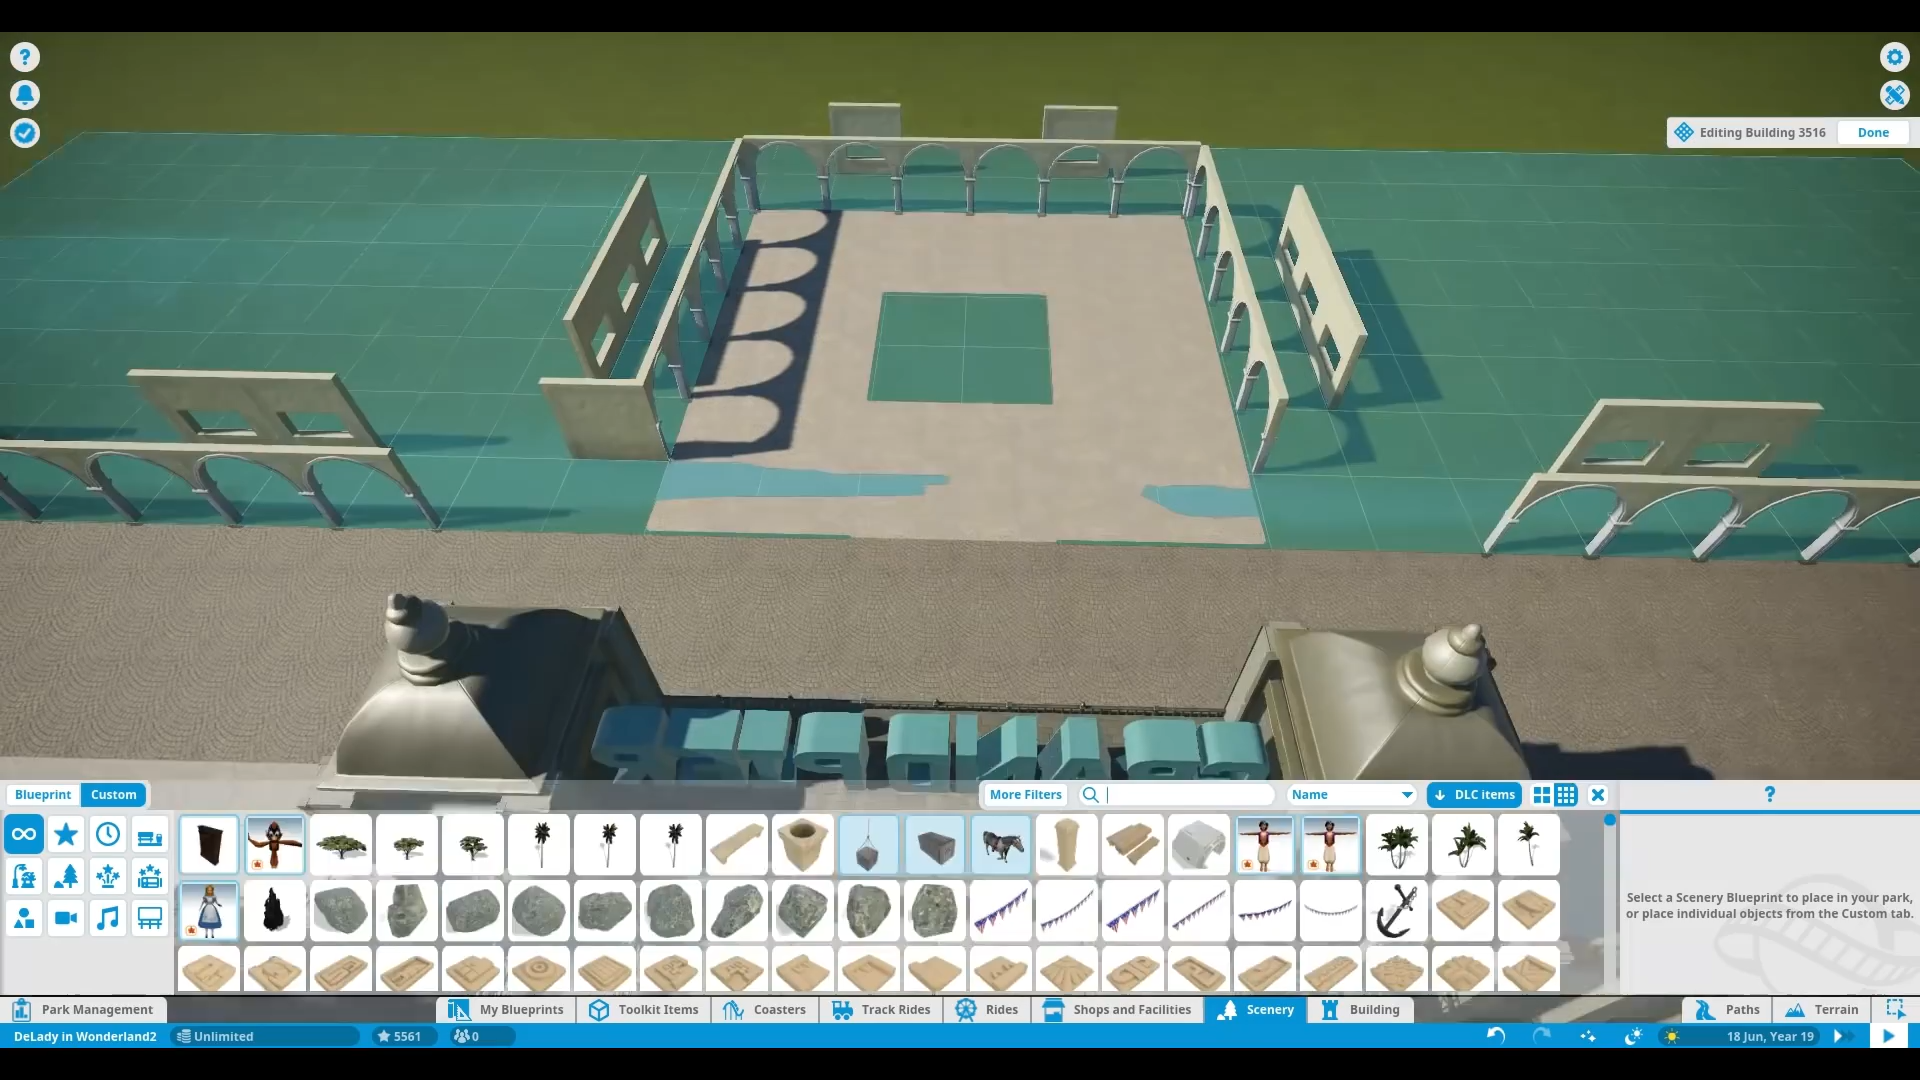 ?
Editing Building 3516
Done
Blueprint
Custom
More Filters
Name
DLC items
?
Select a Scenery Blueprint to place in your park,
or place individual objects from the Custom tab.
Park Management
My Blueprints
Toolkit Items
Coasters
Track Rides
Rides
Shops and Facilities
Scenery
Building
Paths
Terrain
DeLady in Wonderland2
Unlimited
5561
0
18 Jun, Year 19